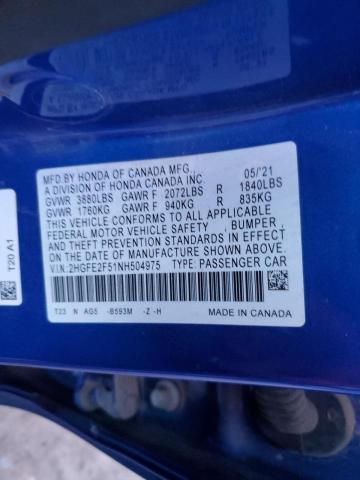 MFD. BY HONDA OF CANADA MFG., 05/'21
A DIVISION OF HONDA CANADA INC.
GVWR 3880LBS GAWR F 2072LBS R 1840LBS
GVWR 1760KG GAWR F 940KG R 835KG
THIS VEHICLE CONFORMS TO ALL APPLICABLE
FEDERAL MOTOR VEHICLE SAFETY, BUMPER,
AND THEFT PREVENTION STANDARDS IN EFFECT
ON THE DATE OF MANUFACTURE SHOWN ABOVE.
V.I.N.:2HGFE2F51NH504975 TYPE: PASSENGER CAR
T23 N AG5 -B593M -Z -H
MADE IN CANADA
T20 A1